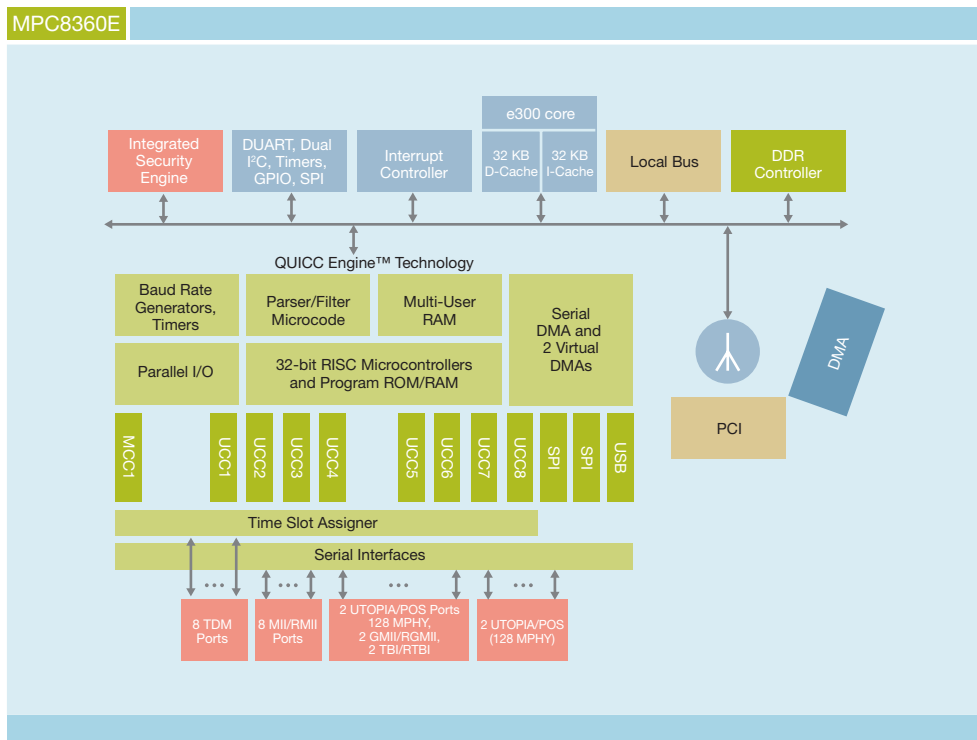 MPC8360E
e300 core
Integrated
Security
Engine
DUART, Dual
I²C, Timers,
GPIO, SPI
Interrupt
Controller
32 KB
D-Cache
32 KB
I-Cache
Local Bus
DDR
Controller
QUICC Engine™ Technology
Baud Rate
Generators,
Timers
Parser/Filter
Microcode
Multi-User
RAM
Serial
DMA and
2 Virtual
DMAs
Parallel I/O
32-bit RISC Microcontrollers
and Program ROM/RAM
DMA
PCI
MCC1
UCC1
UCC2
UCC3
UCC4
UCC5
UCC6
UCC7
UCC8
SPI
SPI
USB
Time Slot Assigner
Serial Interfaces
...
...
...
...
8 TDM
Ports
8 MII/RMII
Ports
2 UTOPIA/POS Ports
128 MPHY,
2 GMII/RGMII,
2 TBI/RTBI
2 UTOPIA/POS
(128 MPHY)